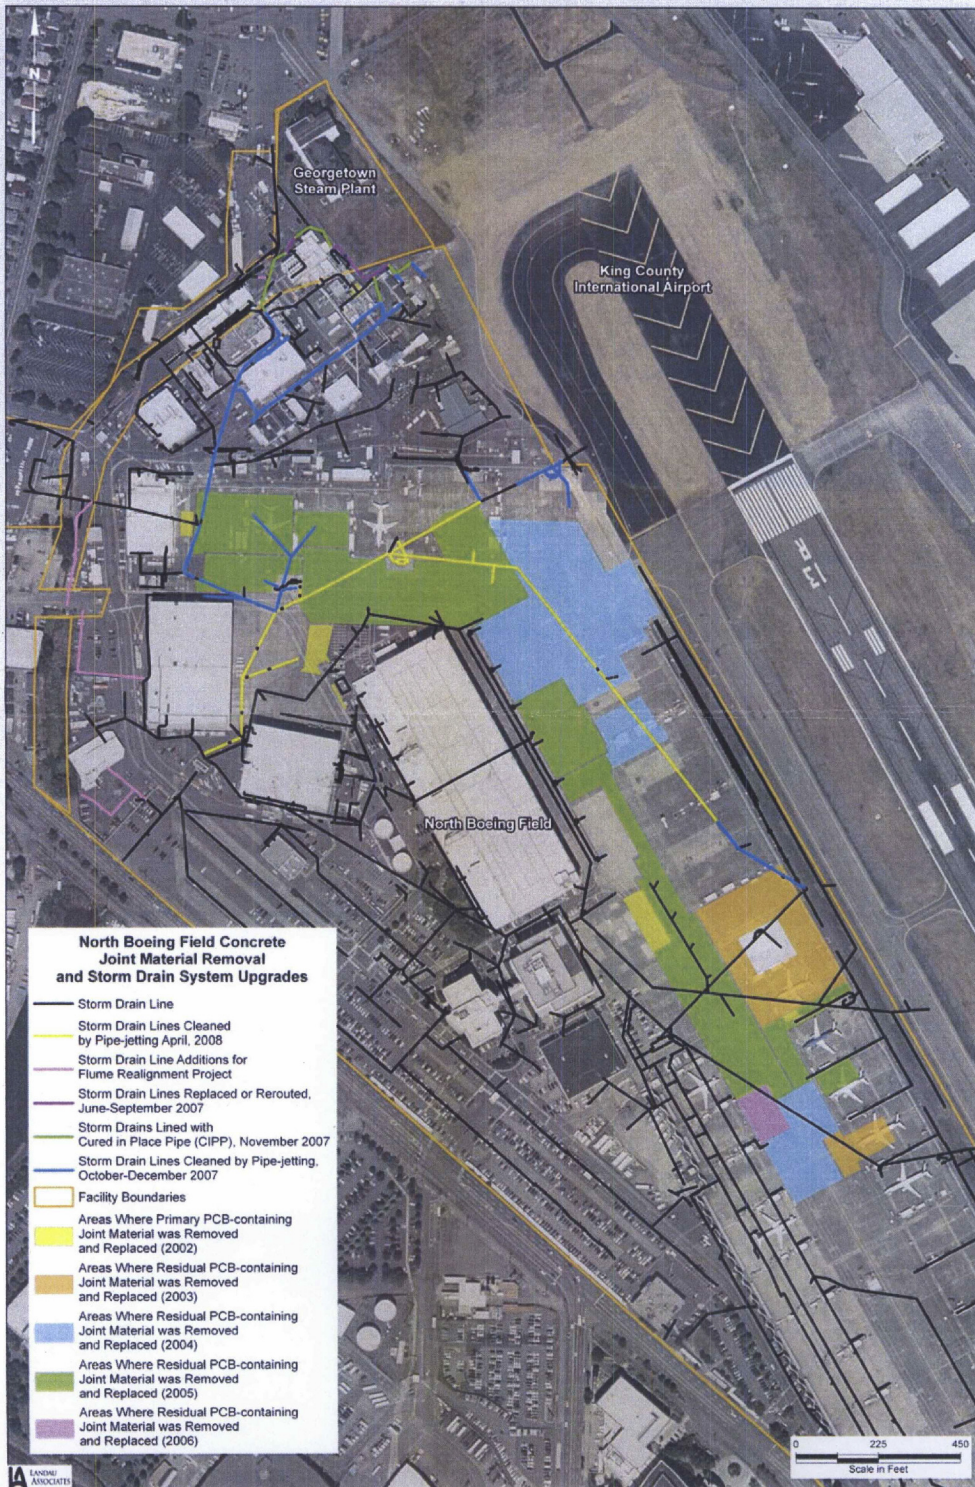 N
Georgetown
Steam Plant
King County
International Airport
North Boeing Field
North Boeing Field Concrete
Joint Material Removal
and Storm Drain System Upgrades
Storm Drain Line
Storm Drain Lines Cleaned
by Pipe-jetting April, 2008
Storm Drain Line Additions for
Flume Realignment Project
Storm Drain Lines Replaced or Rerouted,
June-September 2007
Storm Drains Lined with
Cured in Place Pipe (CIPP), November 2007
Storm Drain Lines Cleaned by Pipe-jetting,
October-December 2007
Facility Boundaries
Areas Where Primary PCB-containing
Joint Material was Removed
and Replaced (2002)
Areas Where Residual PCB-containing
Joint Material was Removed
and Replaced (2003)
Areas Where Residual PCB-containing
Joint Material was Removed
and Replaced (2004)
Areas Where Residual PCB-containing
Joint Material was Removed
and Replaced (2005)
Areas Where Residual PCB-containing
Joint Material was Removed
and Replaced (2006)
0 225 450
Scale in Feet
LA LANDAU
ASSOCIATES